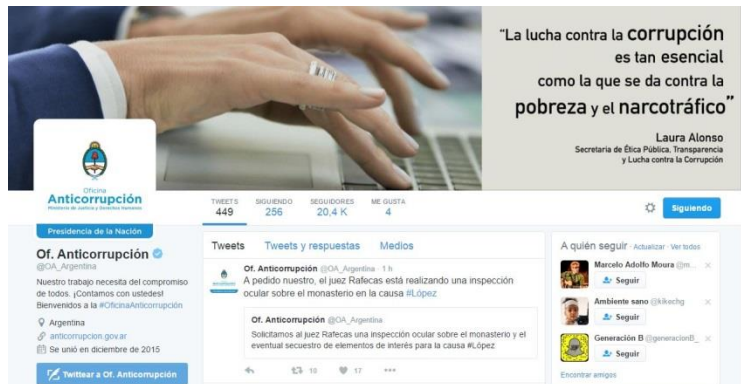 “La lucha contra la corrupción
es tan esencial
como la que se da contra la
pobreza y el narcotráfico”
Laura Alonso
Secretaria de Ética Pública, Transparencia
y Lucha contra la Corrupción
Oficina
Anticorrupción
Ministerio de Justicia y Derechos Humanos
Presidencia de la Nación
TWEETS SIGUIENDO SEGUIDORES ME GUSTA
449 256 20,4 K 4
Siguiendo
Of. Anticorrupción
@OA_Argentina
Nuestro trabajo necesita del compromiso
de todos. ¡Contamos con ustedes!
Bienvenidos a la #OficinaAnticorrupción
Argentina
anticorrupcion.gov.ar
Se unió en diciembre de 2015
Twittear a Of. Anticorrupción
Tweets Tweets y respuestas Medios
Of. Anticorrupción @OA_Argentina · 1 h
A pedido nuestro, el juez Rafecas está realizando una inspección
ocular sobre el monasterio en la causa #López
Of. Anticorrupción @OA_Argentina
Solicitamos al juez Rafecas una inspección ocular sobre el monasterio y el
eventual secuestro de elementos de interés para la causa #López
10 17
A quién seguir · Actualizar · Ver todos
Marcelo Adolfo Moura @m...
Seguir
Ambiente sano @kikechg
Seguir
Generación B @generacionB_
Seguir
Encontrar amigos